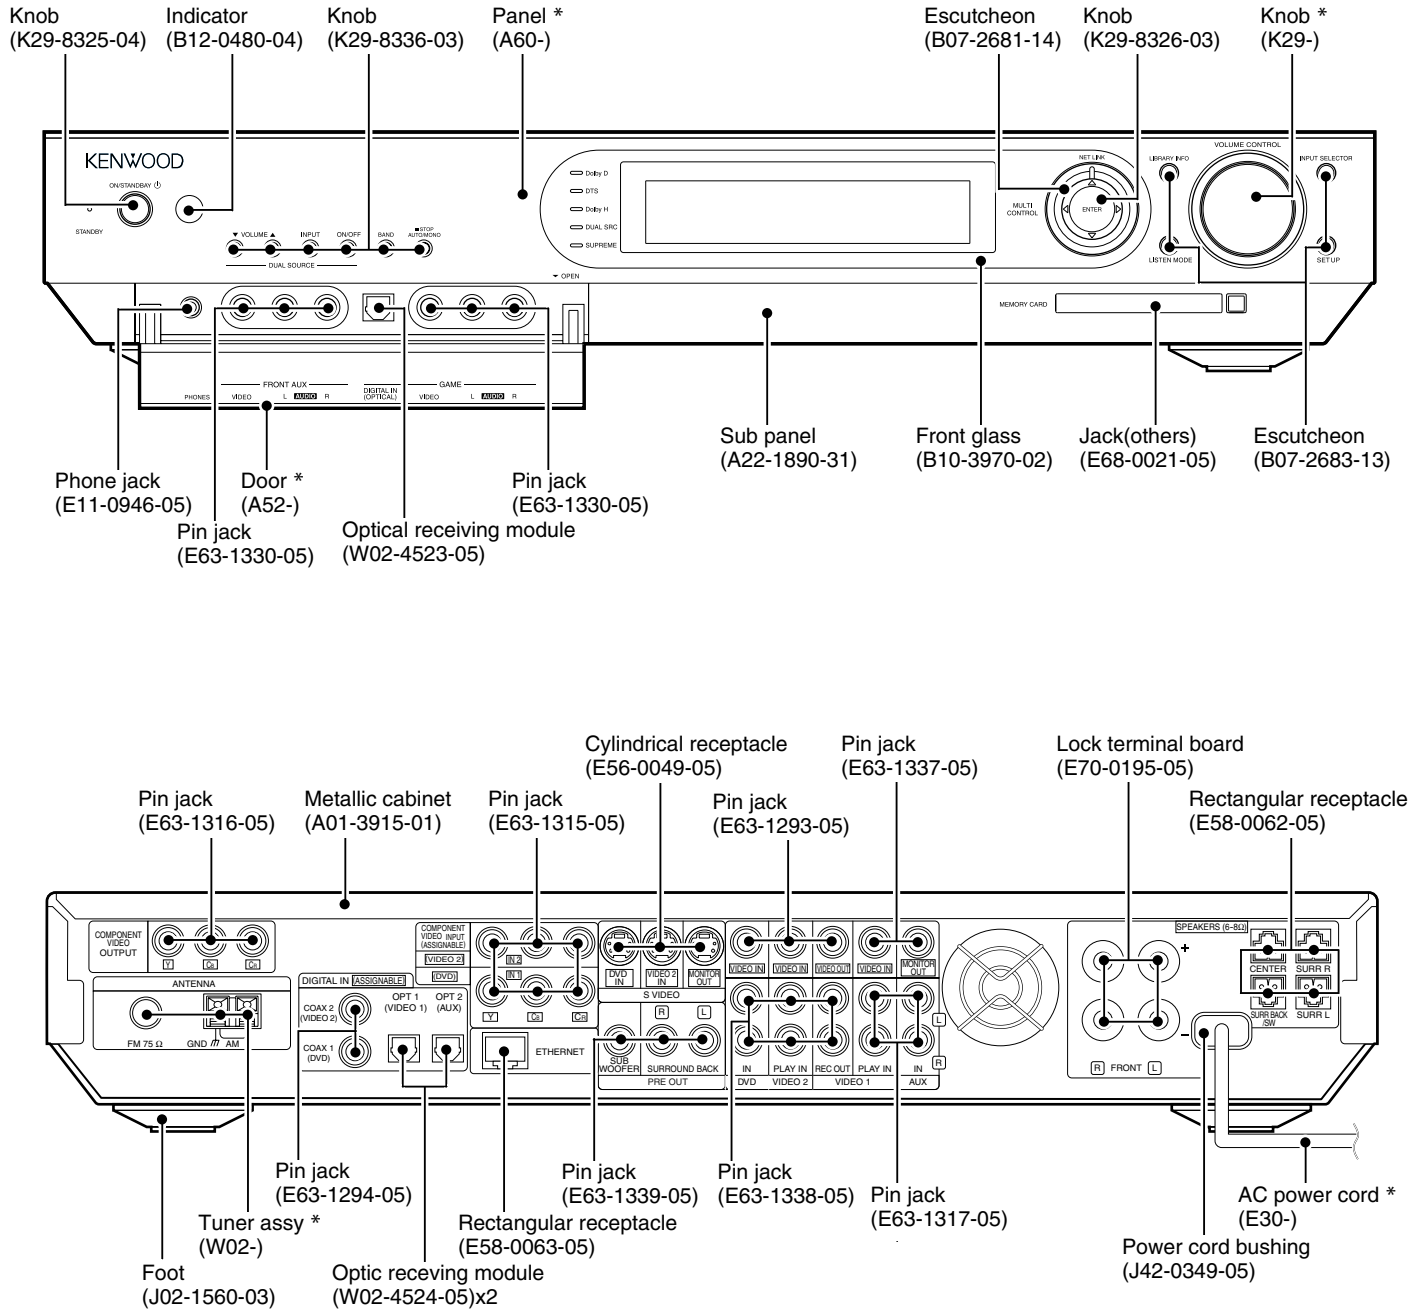 Knob
(K29-8325-04)
Indicator
(B12-0480-04)
Knob
(K29-8336-03)
Panel *
(A60-)
Escutcheon
(B07-2681-14)
Knob
(K29-8326-03)
Knob *
(K29-)
KENWOOD
ON/STANDBAY
STANDBY
▼ VOLUME ▲
INPUT
ON/OFF
BAND
■STOP
AUTO/MONO
DUAL SOURCE
Dolby D
DTS
Dolby H
DUAL SRC
SUPREME
MULTI
CONTROL
NET LINK
ENTER
LIBRARY INFO
LISTEN MODE
VOLUME CONTROL
INPUT SELECTOR
SET UP
▼ OPEN
MEMORY CARD
PHONES
FRONT AUX
VIDEO
L AUDIO R
DIGITAL IN
(OPTICAL)
GAME
VIDEO
L AUDIO R
Phone jack
(E11-0946-05)
Door *
(A52-)
Pin jack
(E63-1330-05)
Optical receiving module
(W02-4523-05)
Pin jack
(E63-1330-05)
Sub panel
(A22-1890-31)
Front glass
(B10-3970-02)
Jack(others)
(E68-0021-05)
Escutcheon
(B07-2683-13)
Cylindrical receptacle
(E56-0049-05)
Pin jack
(E63-1337-05)
Lock terminal board
(E70-0195-05)
Pin jack
(E63-1316-05)
Metallic cabinet
(A01-3915-01)
Pin jack
(E63-1315-05)
Pin jack
(E63-1293-05)
Rectangular receptacle
(E58-0062-05)
COMPONENT
VIDEO
OUTPUT
Y CB CR
ANTENNA
FM 75 Ω
GND AM
DIGITAL IN (ASSIGNABLE)
COAX 2
(VIDEO 2)
COAX 1
(DVD)
OPT 1
(VIDEO 1)
OPT 2
(AUX)
COMPONENT
VIDEO INPUT
(ASSIGNABLE)
(VIDEO 2)
IN 2
(DVD)
IN 1
Y CB CR
ETHERNET
DVD
IN
VIDEO 2
IN
MONITOR
OUT
S VIDEO
R L
SUB
WOOFER
SURROUND BACK
PRE OUT
VIDEO IN
VIDEO IN
VIDEO OUT
VIDEO IN
MONITOR
OUT
L
R
IN
PLAY IN
REC OUT
PLAY IN
IN
DVD
VIDEO 2
VIDEO 1
AUX
SPEAKERS (6-8Ω)
+
−
CENTER
SURR R
SURR BACK
/SW
SURR L
R FRONT L
Pin jack
(E63-1294-05)
Tuner assy *
(W02-)
Foot
(J02-1560-03)
Optic receving module
(W02-4524-05)x2
Rectangular receptacle
(E58-0063-05)
Pin jack
(E63-1339-05)
Pin jack
(E63-1338-05)
Pin jack
(E63-1317-05)
AC power cord *
(E30-)
Power cord bushing
(J42-0349-05)